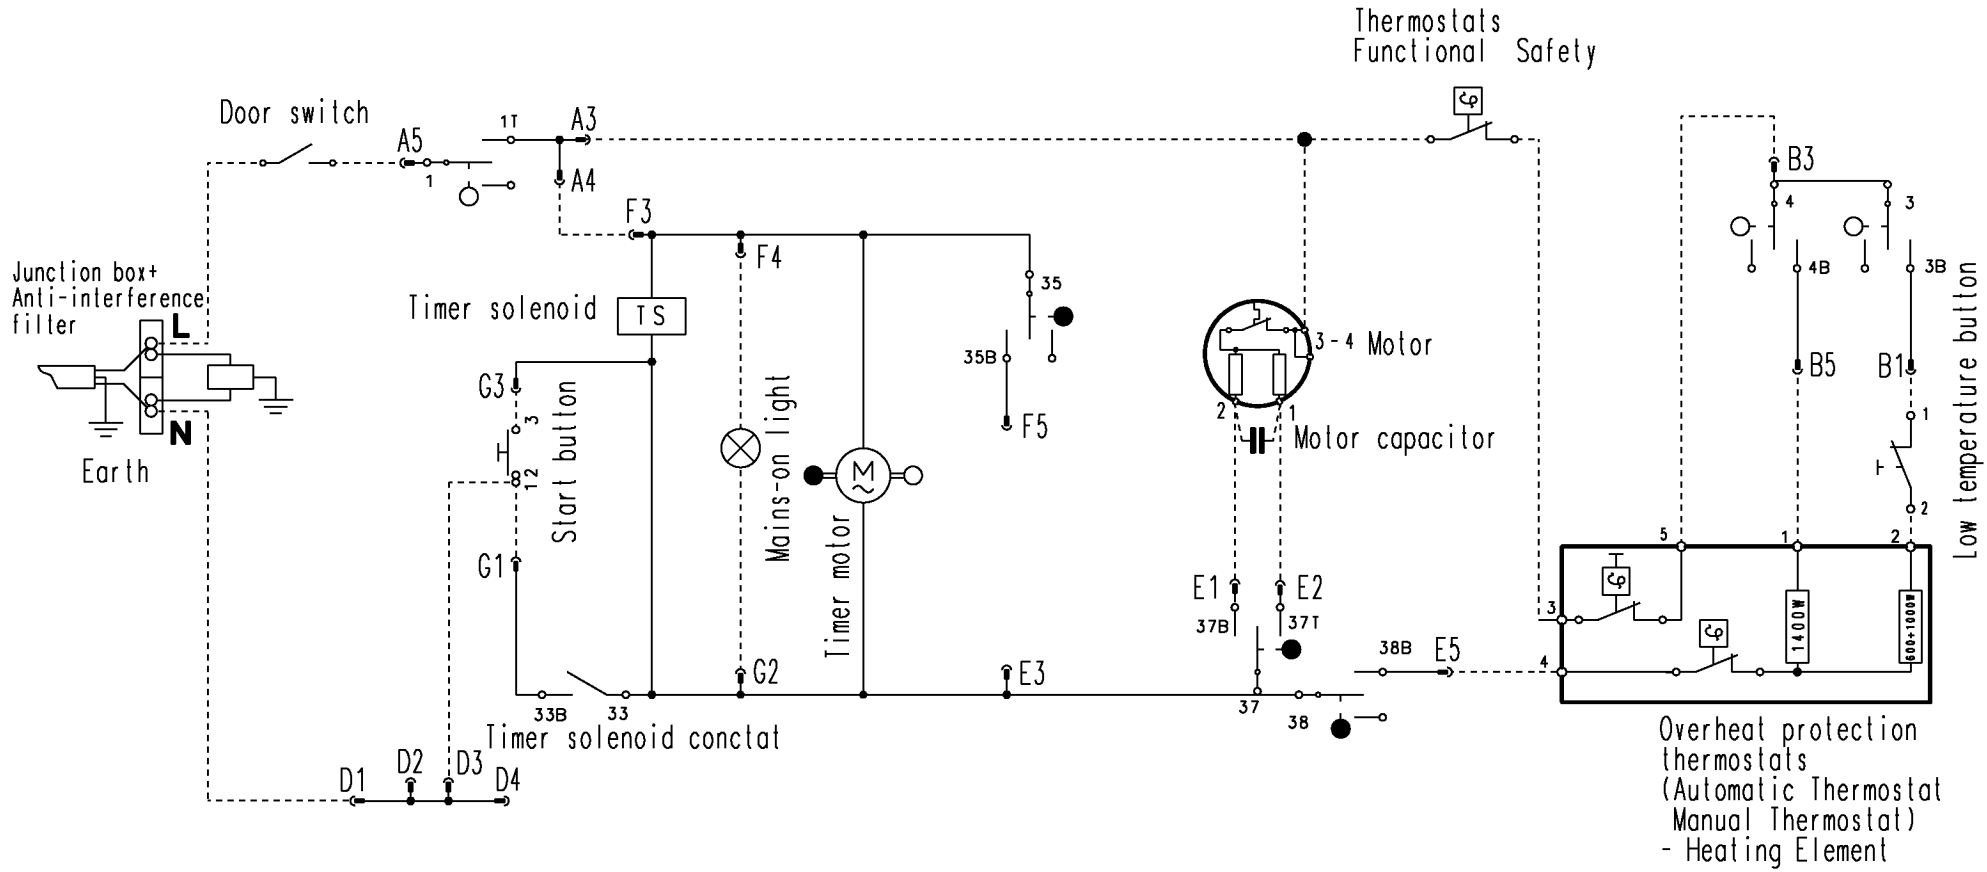 Thermostats
Functional Safety
Door switch
A5
1T
A3
1
A4
F3
B3
4
3
4B
3B
Junction box+
Anti-interference
filter
L
N
Earth
Timer solenoid
TS
F4
35
35B
F5
G3
3
12
Start button
G1
Mains-on light
M
Timer motor
3-4 Motor
2
1
Motor capacitor
B5
B1
1
2
Low temperature button
5
1
2
3
4
1400W
600+1000W
E1
E2
37B
37T
38B
E5
G2
E3
37
38
33B
33
Timer solenoid conctat
D1
D2
D3
D4
Overheat protection
thermostats
(Automatic Thermostat
Manual Thermostat)
- Heating Element